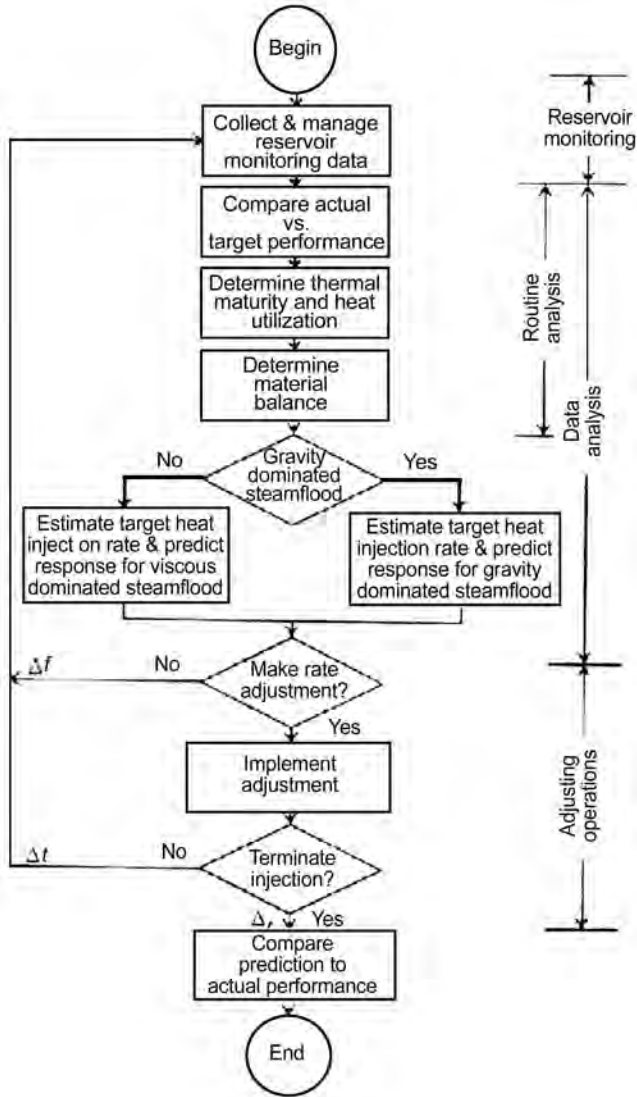 Begin
Collect & manage
reservoir
monitoring data
Reservoir
monitoring
Compare actual
vs.
target performance
Determine thermal
maturity and heat
utilization
Routine
analysis
Determine
material
balance
Data
analysis
Gravity
dominated
steamflood
No
Yes
Estimate target heat
inject on rate & predict
response for viscous
dominated steamflood
Estimate target heat
injection rate & predict
response for gravity
dominated steamflood
Make rate
adjustment?
No
Δf
Yes
Implement
adjustment
Adjusting
operations
Terminate
injection?
No
Δt
Δ, Yes
Compare
prediction to
actual performance
End